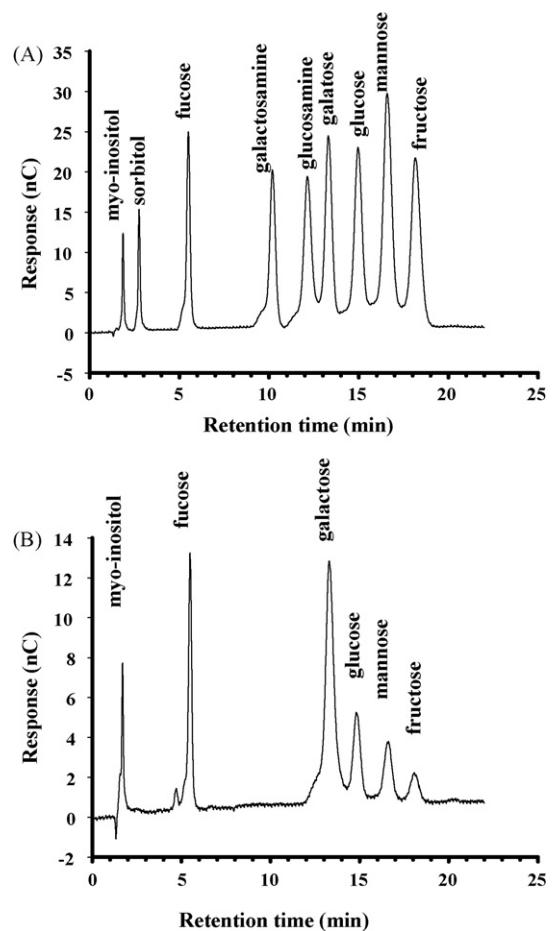 (A)
35
30
25
20
15
10
5
0
-5
Response (nC)
myo-inositol
sorbitol
fucose
galactosamine
glucosamine
galatose
glucose
mannose
fructose
0 5 10 15 20 25
Retention time (min)
(B)
14
12
10
8
6
4
2
0
-2
Response (nC)
myo-inositol
fucose
galactose
glucose
mannose
fructose
0 5 10 15 20 25
Retention time (min)